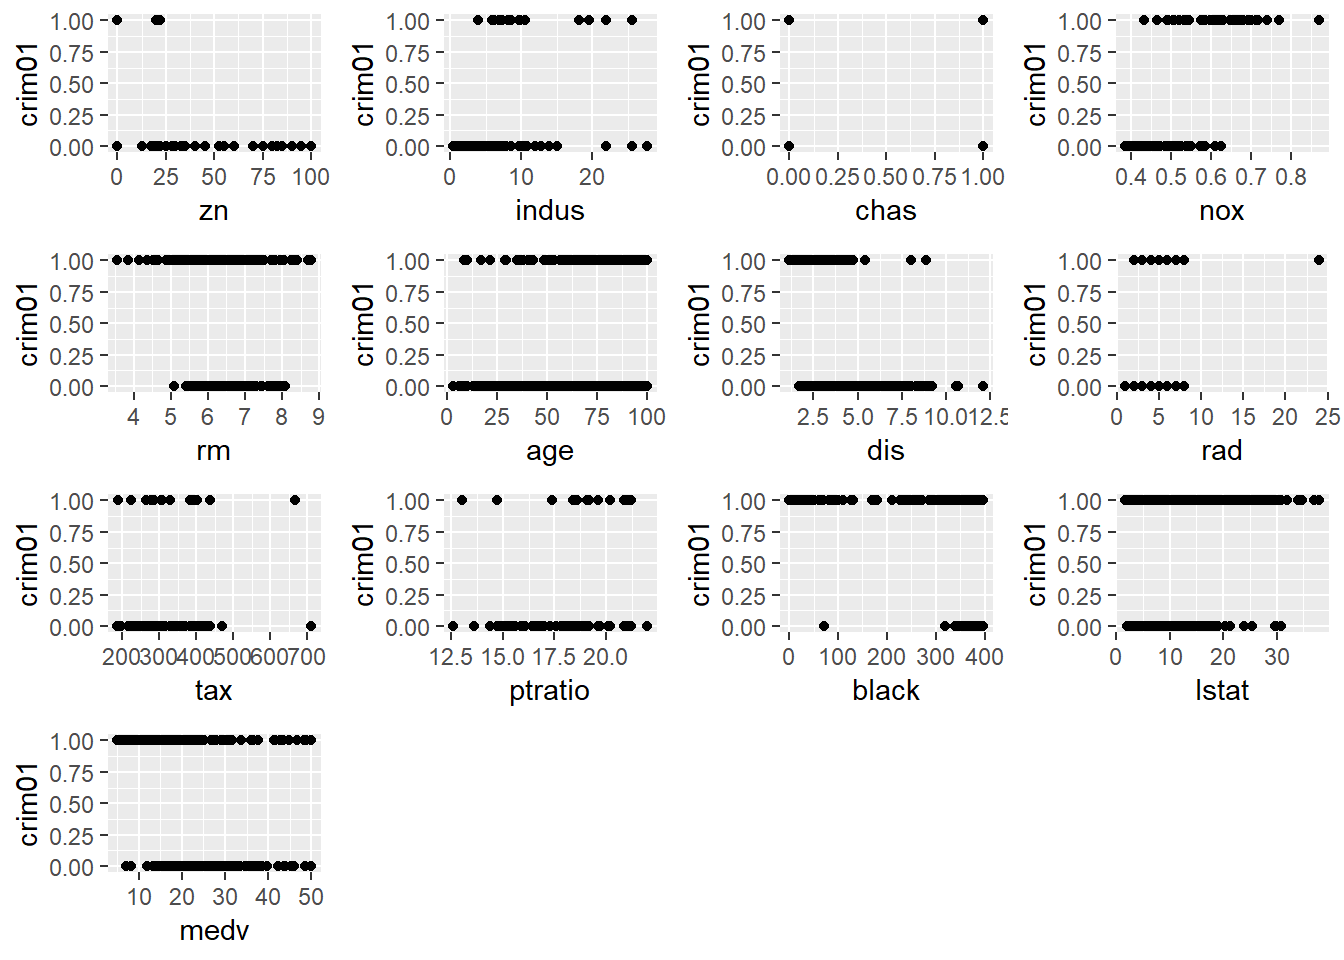 crim01
1.00
0.75
0.50
0.25
0.00
0 25 50 75 100
zn
crim01
1.00
0.75
0.50
0.25
0.00
0 10 20
indus
crim01
1.00
0.75
0.50
0.25
0.00
0.00 0.25 0.50 0.75 1.00
chas
crim01
1.00
0.75
0.50
0.25
0.00
0.4 0.5 0.6 0.7 0.8
nox
crim01
1.00
0.75
0.50
0.25
0.00
4 5 6 7 8 9
rm
crim01
1.00
0.75
0.50
0.25
0.00
0 25 50 75 100
age
crim01
1.00
0.75
0.50
0.25
0.00
2.5 5.0 7.5 10.0 12.5
dis
crim01
1.00
0.75
0.50
0.25
0.00
0 5 10 15 20 25
rad
crim01
1.00
0.75
0.50
0.25
0.00
200 300 400 500 600 700
tax
crim01
1.00
0.75
0.50
0.25
0.00
12.5 15.0 17.5 20.0
ptratio
crim01
1.00
0.75
0.50
0.25
0.00
0 100 200 300 400
black
crim01
1.00
0.75
0.50
0.25
0.00
0 10 20 30
lstat
crim01
1.00
0.75
0.50
0.25
0.00
10 20 30 40 50
medv